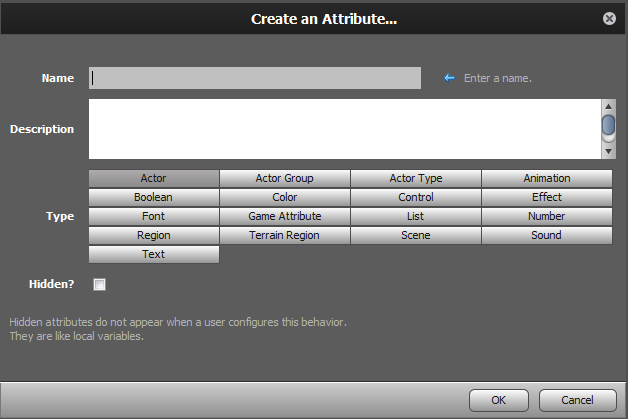 Create an Attribute...
Name
Enter a name.
Description
Type
Actor Actor Group Actor Type Animation
Boolean Color Control Effect
Font Game Attribute List Number
Region Terrain Region Scene Sound
Text
Hidden?
Hidden attributes do not appear when a user configures this behavior.
They are like local variables.
OK Cancel